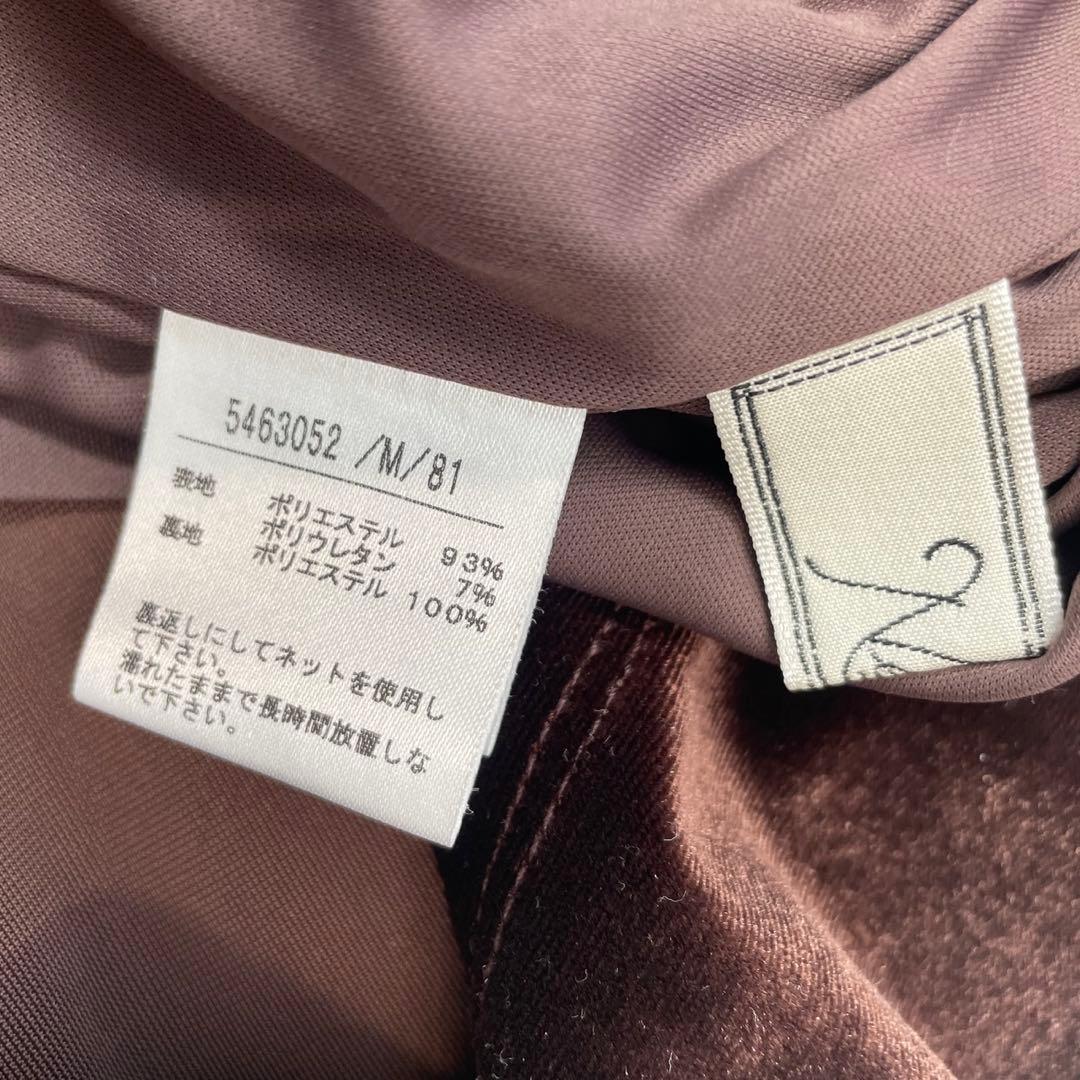 5463052 /M/81
表地 ポリエステル 93%
ポリウレタン 7%
裏地 ポリエステル 100%
裏返しにしてネットを使用し
て下さい。
濡れたままで長時間放置しな
いで下さい。